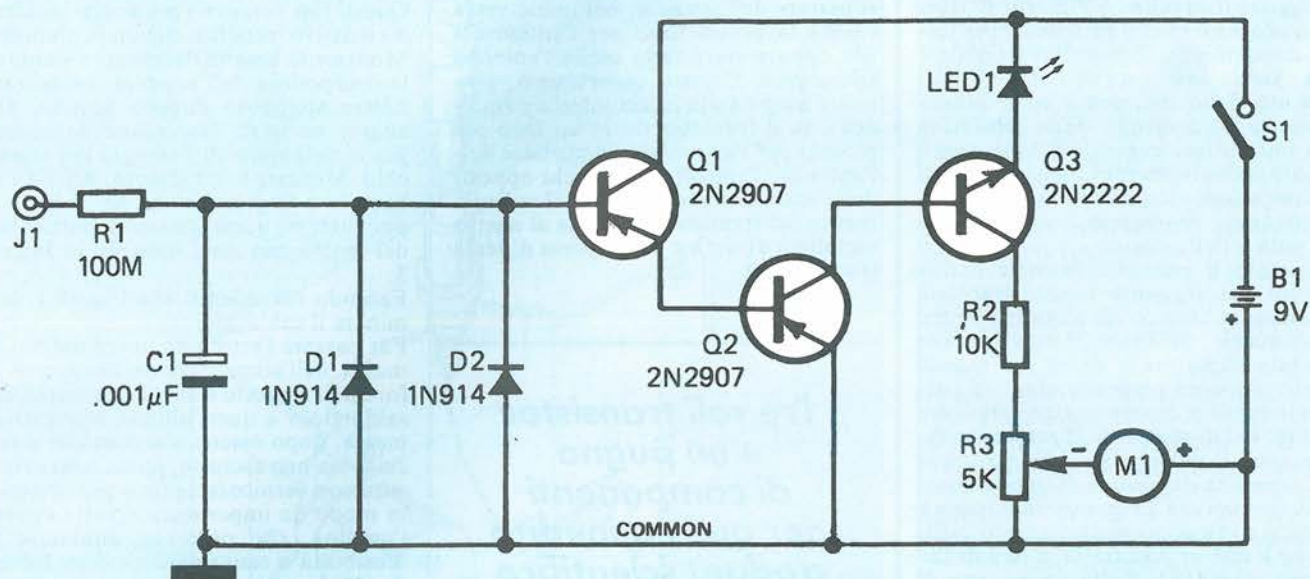 J1
R1
100M
C1
.001µF
D1
1N914
D2
1N914
Q1
2N2907
Q2
2N2907
LED1
Q3
2N2222
R2
10K
R3
5K
- M1 +
S1
B1
9V
+
COMMON